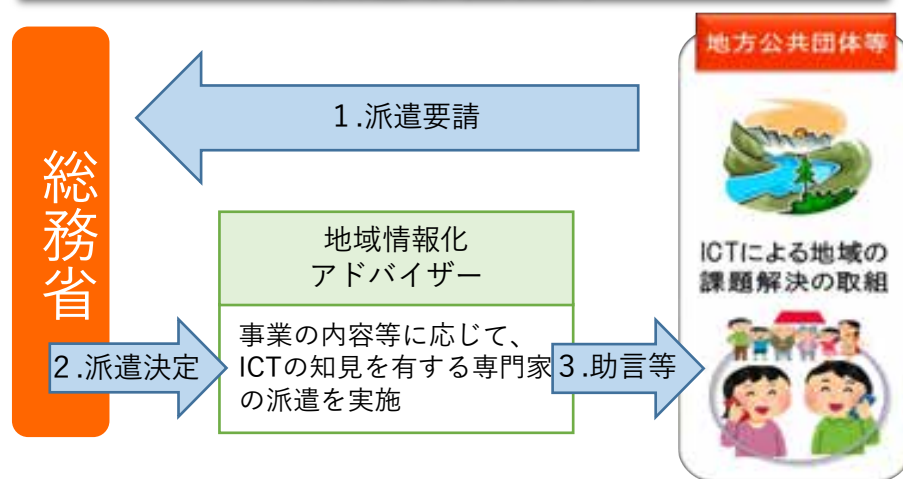 地方公共団体等
1.派遣要請
総務省
地域情報化
アドバイザー
ICTによる地域の
課題解決の取組
事業の内容等に応じて、
ICTの知見を有する専門家
の派遣を実施
2.派遣決定
3.助言等